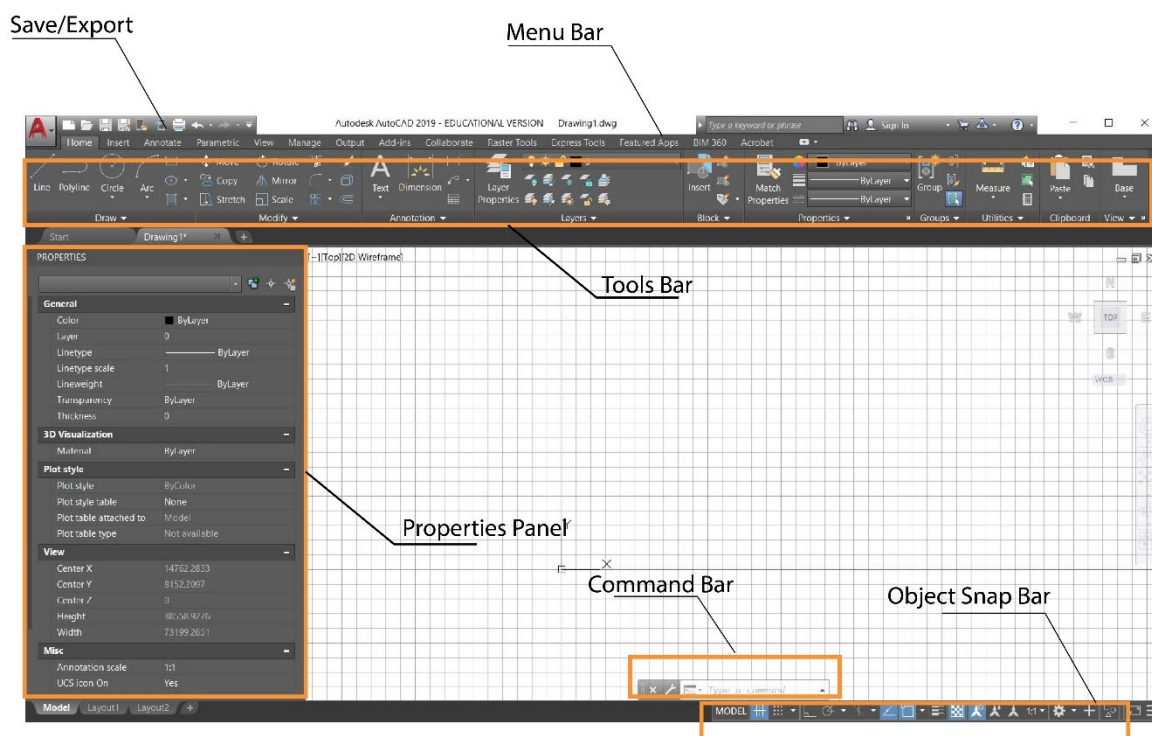 Save/Export
Menu Bar
Autodesk AutoCAD 2019 - EDUCATIONAL VERSION Drawing1.dwg
Type a keyword or phrase
Sign In
Home Insert Annotate Parametric View Manage Output Add-ins Collaborate Raster Tools Express Tools Featured Apps BIM 360 Acrobat
Move Rotate
ByLayer
Line Polyline Circle Arc
Copy Mirror
Text Dimension
Layer
Properties
Insert
Match
Properties
ByLayer
Group
Measure
Paste
Base
Stretch Scale
ByLayer
Draw Modify Annotation Layers Block Properties Groups Utilities Clipboard View
Start Drawing1*
PROPERTIES
[−][Top][2D Wireframe]
N
W TOP E
S
WCS
Tools Bar
General
Color ByLayer
Layer 0
Linetype ByLayer
Linetype scale 1
Lineweight ByLayer
Transparency ByLayer
Thickness 0
3D Visualization
Material ByLayer
Plot style
Plot style ByColor
Plot style table None
Plot table attached to Model
Plot table type Not available
View
Center X 14762.2833
Center Y 8152.2097
Center Z 0
Height 38558.9276
Width 73199.2651
Misc
Annotation scale 1:1
UCS icon On Yes
Properties Panel
Y
X
Command Bar
Object Snap Bar
Type a command
Model Layout1 Layout2
MODEL
1:1